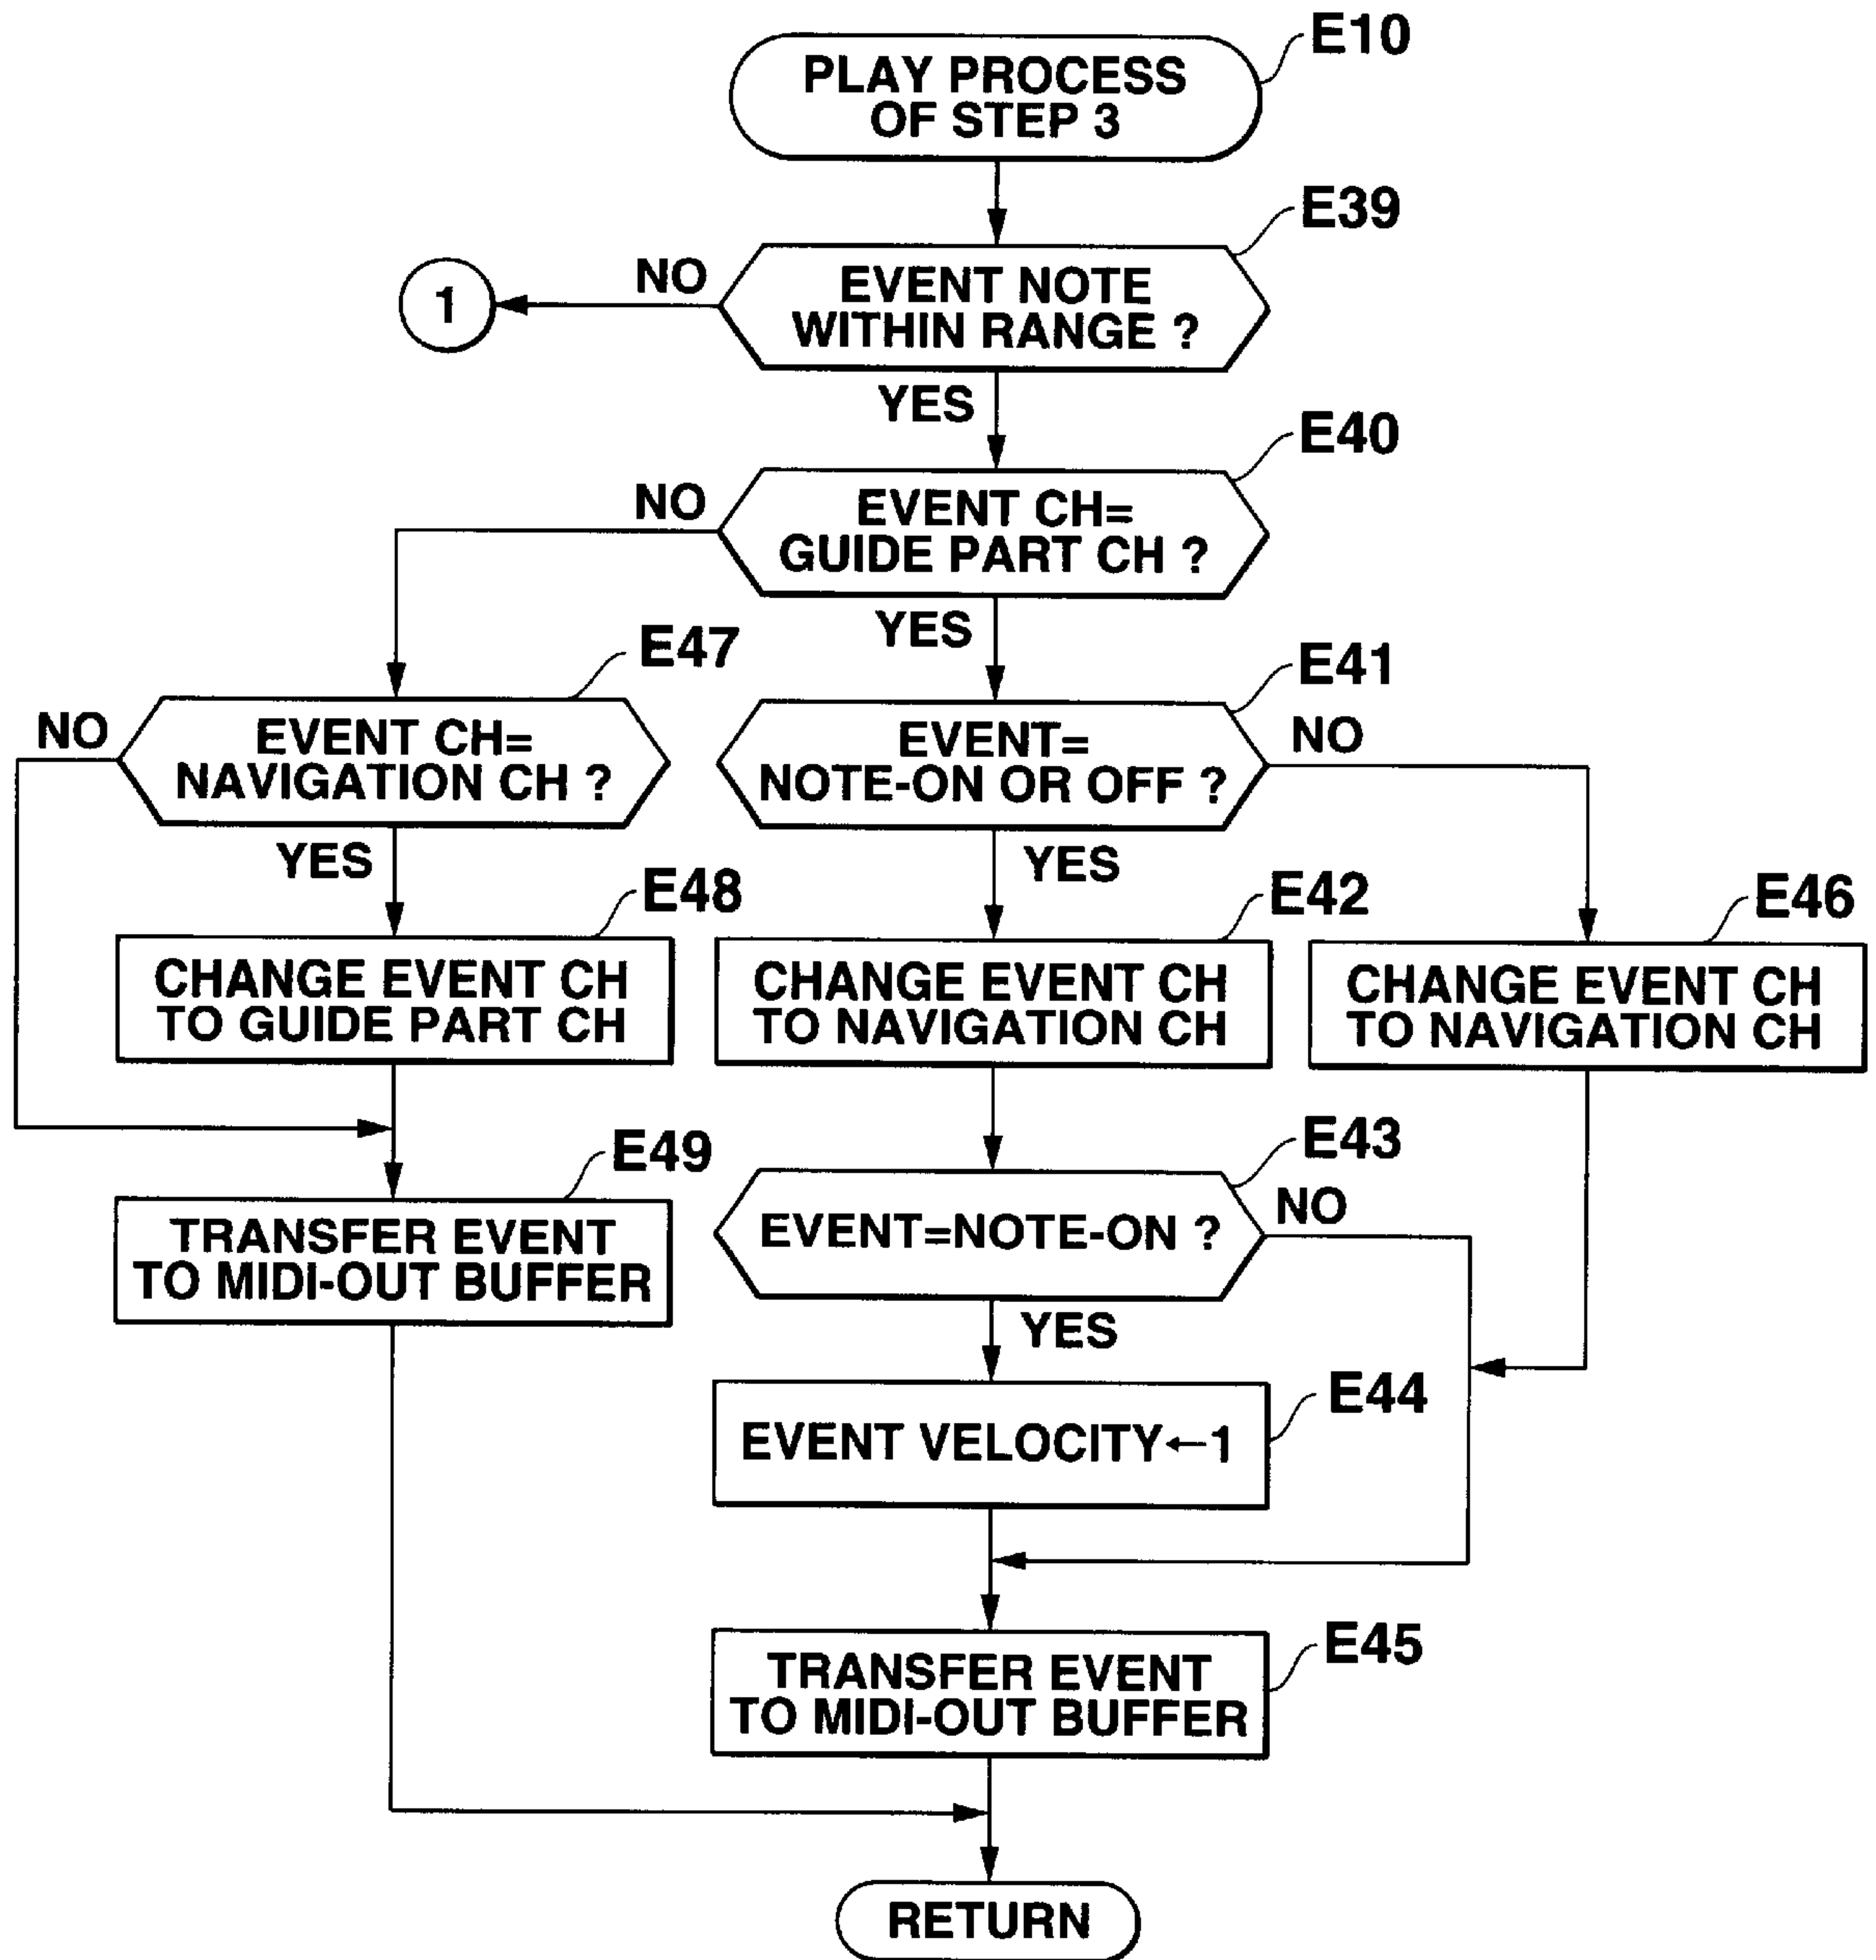 E10
PLAY PROCESS
OF STEP 3
E39
NO
1
EVENT NOTE
WITHIN RANGE ?
YES
E40
NO
EVENT CH=
GUIDE PART CH ?
YES
E47
E41
NO
EVENT CH=
NAVIGATION CH ?
EVENT=
NOTE-ON OR OFF ?
NO
YES
YES
E48
E42
E46
CHANGE EVENT CH
TO GUIDE PART CH
CHANGE EVENT CH
TO NAVIGATION CH
CHANGE EVENT CH
TO NAVIGATION CH
E49
E43
TRANSFER EVENT
TO MIDI-OUT BUFFER
EVENT=NOTE-ON ?
NO
YES
E44
EVENT VELOCITY←1
E45
TRANSFER EVENT
TO MIDI-OUT BUFFER
RETURN